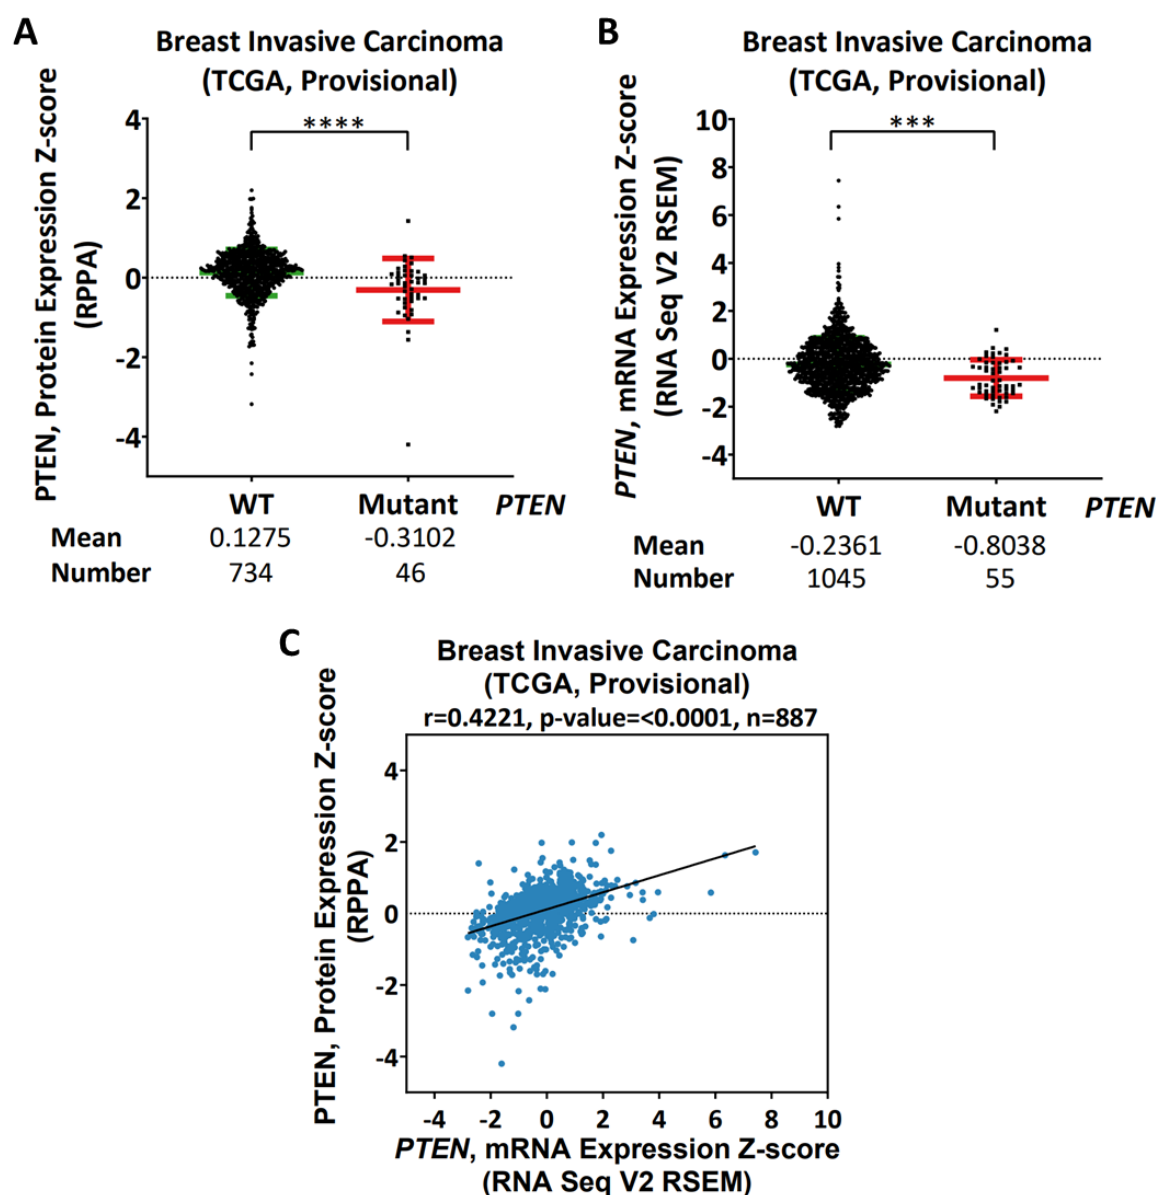 A
Breast Invasive Carcinoma
(TCGA, Provisional)
PTEN, Protein Expression Z-score
(RPPA)
4
2
0
-2
-4
****
WT Mutant PTEN
Mean 0.1275 -0.3102
Number 734 46
B
Breast Invasive Carcinoma
(TCGA, Provisional)
PTEN, mRNA Expression Z-score
(RNA Seq V2 RSEM)
10
8
6
4
2
0
-2
-4
***
WT Mutant PTEN
Mean -0.2361 -0.8038
Number 1045 55
C
Breast Invasive Carcinoma
(TCGA, Provisional)
r=0.4221, p-value=<0.0001, n=887
PTEN, Protein Expression Z-score
(RPPA)
4
2
0
-2
-4
-4 -2 0 2 4 6 8 10
PTEN, mRNA Expression Z-score
(RNA Seq V2 RSEM)